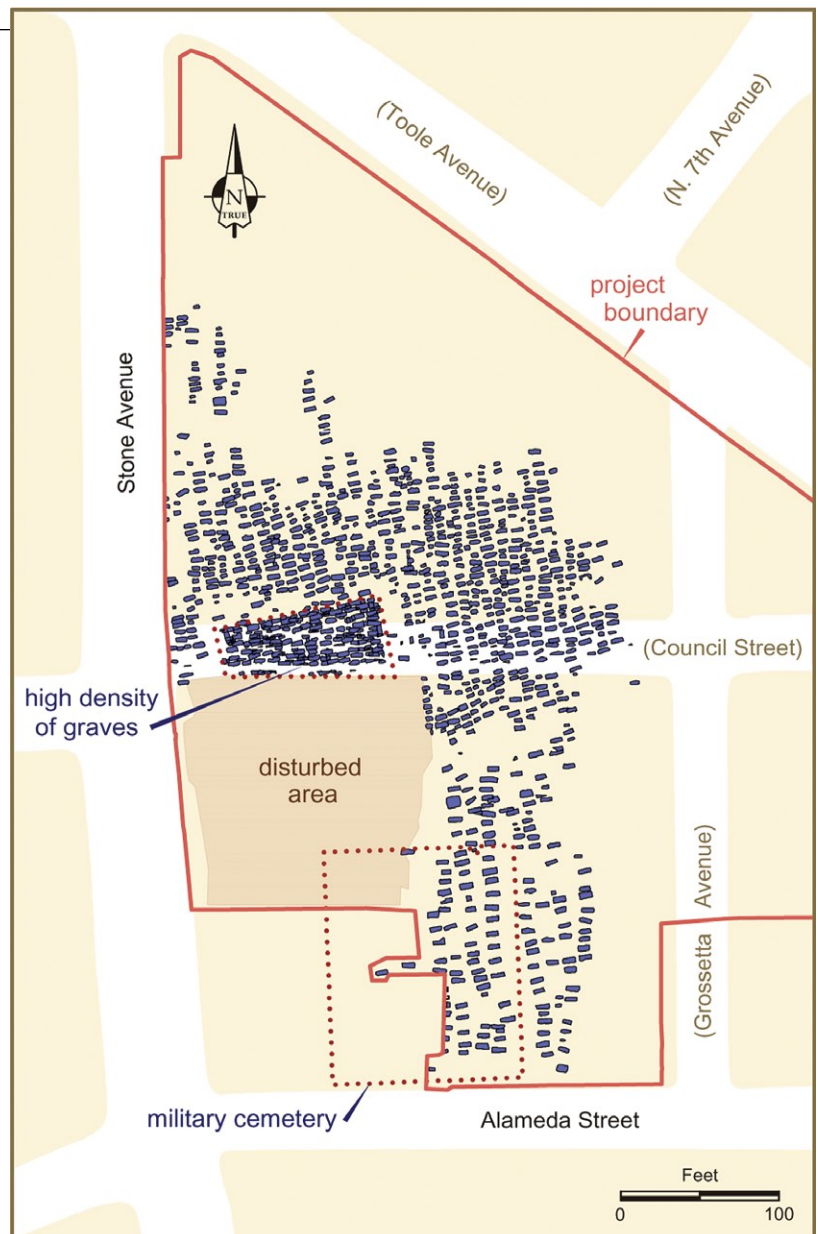 (Toole Avenue)
(N. 7th Avenue)
N
TRUE
project
boundary
Stone Avenue
(Council Street)
high density
of graves
disturbed
area
(Grossetta Avenue)
military cemetery
Alameda Street
Feet
0 100